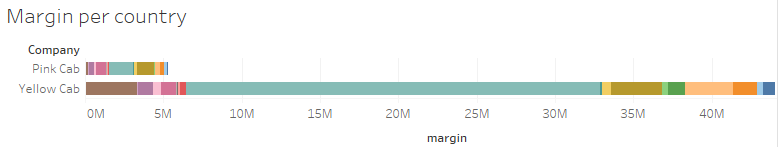 Margin per country
Company
Pink Cab
Yellow Cab
0M 5M 10M 15M 20M 25M 30M 35M 40M
margin